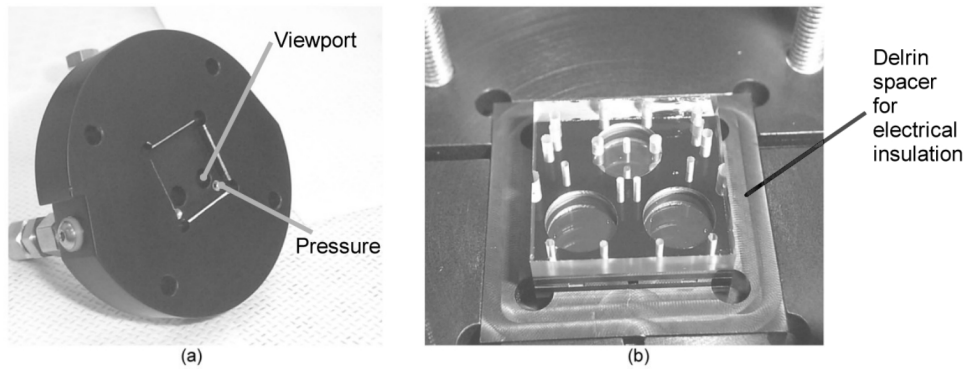 Viewport
Pressure
(a)
Delrin
spacer
for
electrical
insulation
(b)